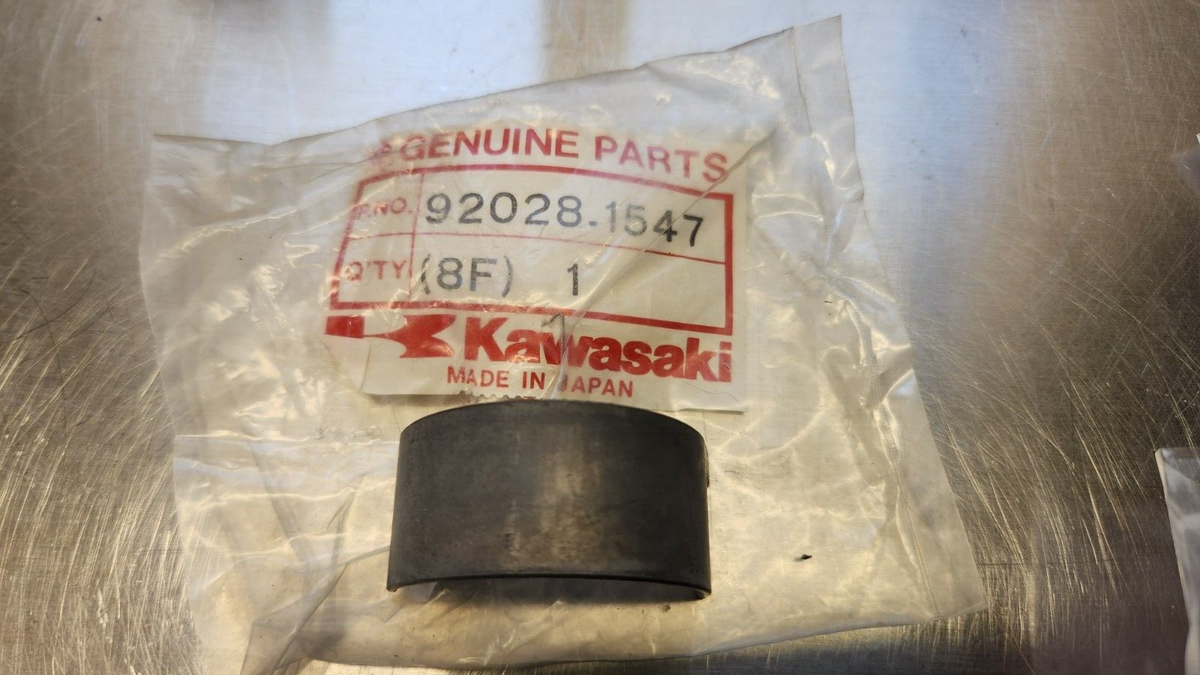 GENUINE PARTS
P.NO. 92028-1547
Q'TY (8F) 1
Kawasaki
MADE IN JAPAN